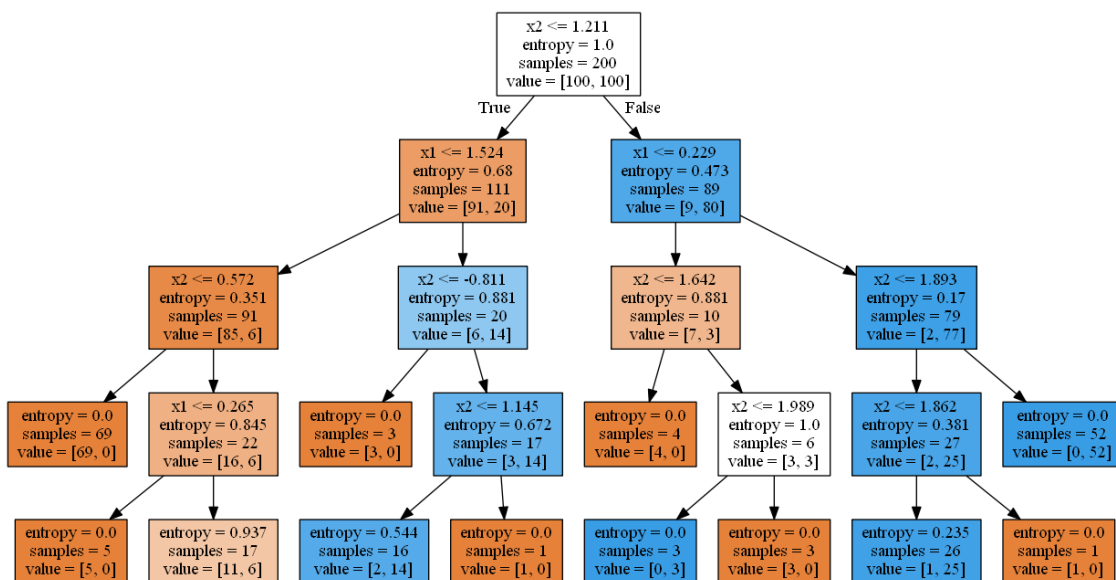 x2 <= 1.211
entropy = 1.0
samples = 200
value = [100, 100]
True
False
x1 <= 1.524
entropy = 0.68
samples = 111
value = [91, 20]
x1 <= 0.229
entropy = 0.473
samples = 89
value = [9, 80]
x2 <= 0.572
entropy = 0.351
samples = 91
value = [85, 6]
x2 <= -0.811
entropy = 0.881
samples = 20
value = [6, 14]
x2 <= 1.642
entropy = 0.881
samples = 10
value = [7, 3]
x2 <= 1.893
entropy = 0.17
samples = 79
value = [2, 77]
entropy = 0.0
samples = 69
value = [69, 0]
x1 <= 0.265
entropy = 0.845
samples = 22
value = [16, 6]
entropy = 0.0
samples = 3
value = [3, 0]
x2 <= 1.145
entropy = 0.672
samples = 17
value = [3, 14]
entropy = 0.0
samples = 4
value = [4, 0]
x2 <= 1.989
entropy = 1.0
samples = 6
value = [3, 3]
x2 <= 1.862
entropy = 0.381
samples = 27
value = [2, 25]
entropy = 0.0
samples = 52
value = [0, 52]
entropy = 0.0
samples = 5
value = [5, 0]
entropy = 0.937
samples = 17
value = [11, 6]
entropy = 0.544
samples = 16
value = [2, 14]
entropy = 0.0
samples = 1
value = [1, 0]
entropy = 0.0
samples = 3
value = [0, 3]
entropy = 0.0
samples = 3
value = [3, 0]
entropy = 0.235
samples = 26
value = [1, 25]
entropy = 0.0
samples = 1
value = [1, 0]